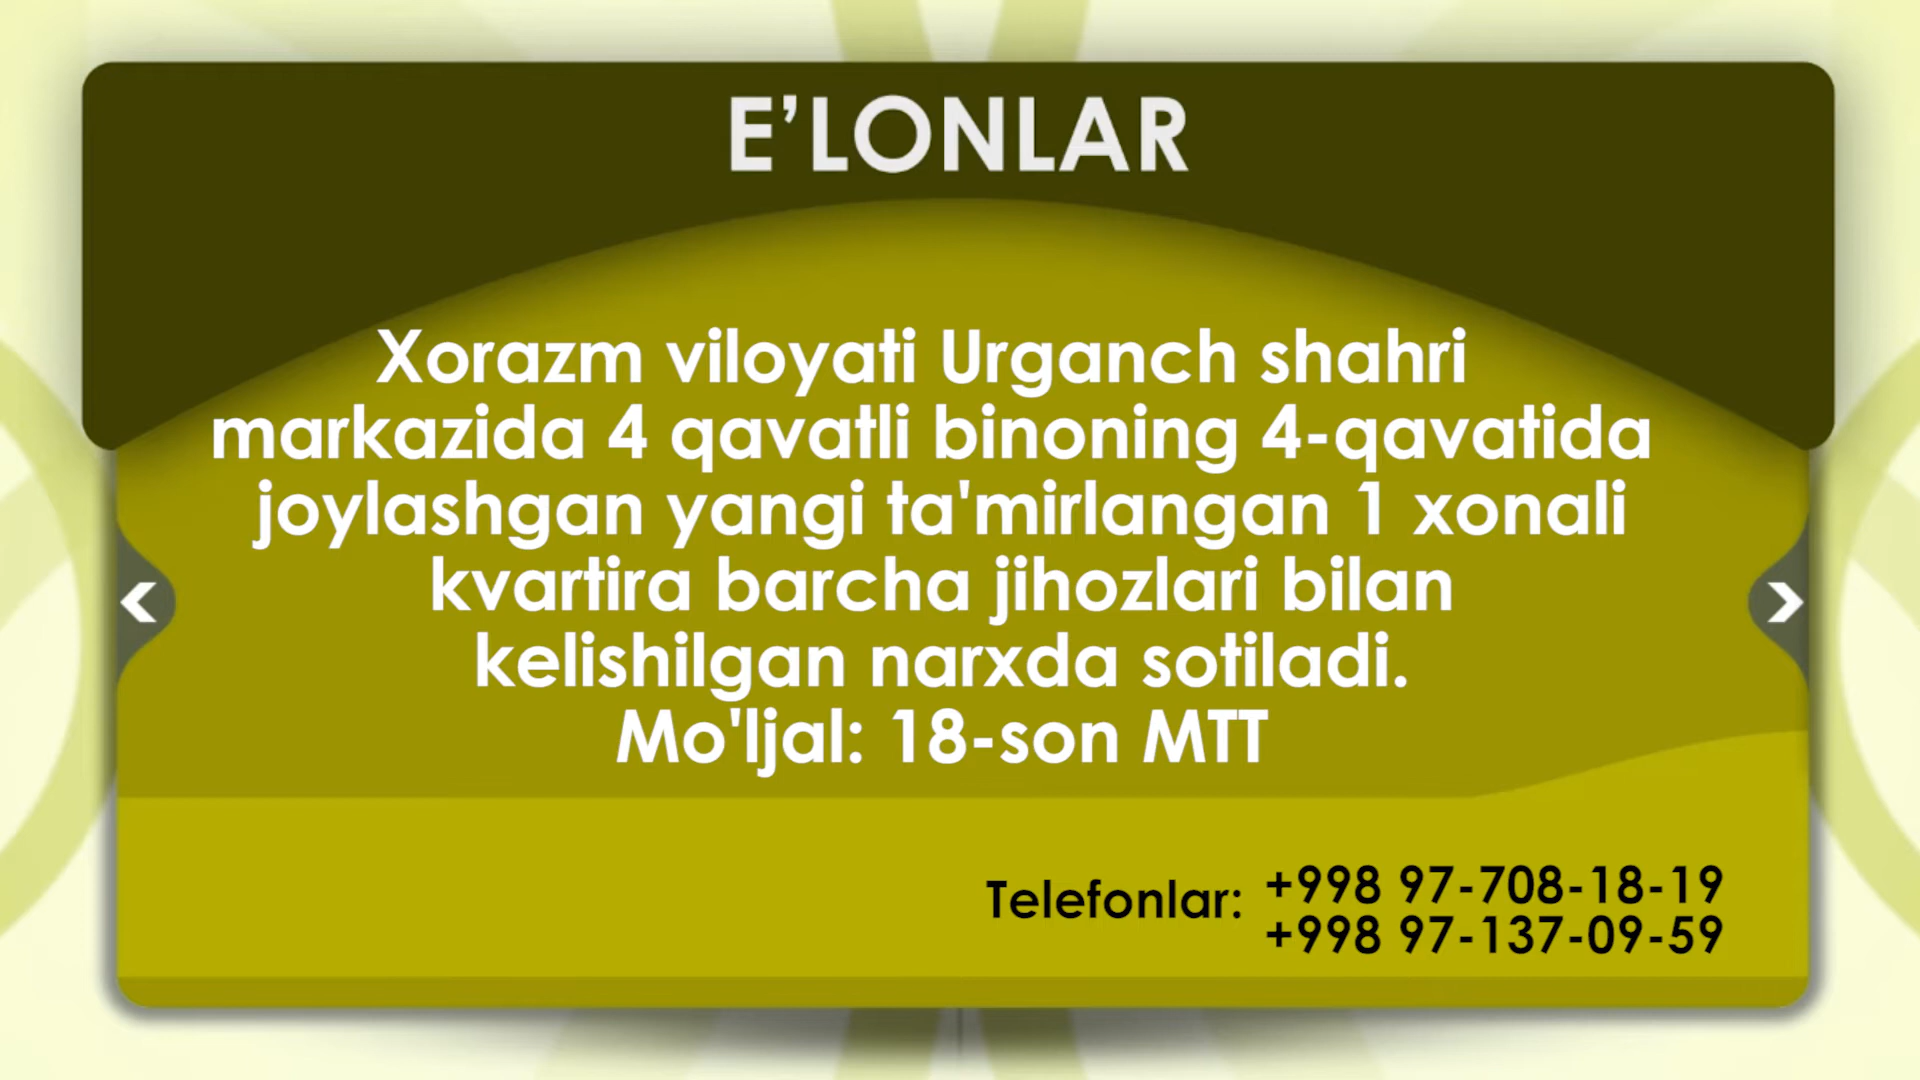 E’LONLAR
Xorazm viloyati Urganch shahri
markazida 4 qavatli binoning 4-qavatida
joylashgan yangi ta'mirlangan 1 xonali
kvartira barcha jihozlari bilan
kelishilgan narxda sotiladi.
Mo'ljal: 18-son MTT
Telefonlar: +998 97-708-18-19
+998 97-137-09-59